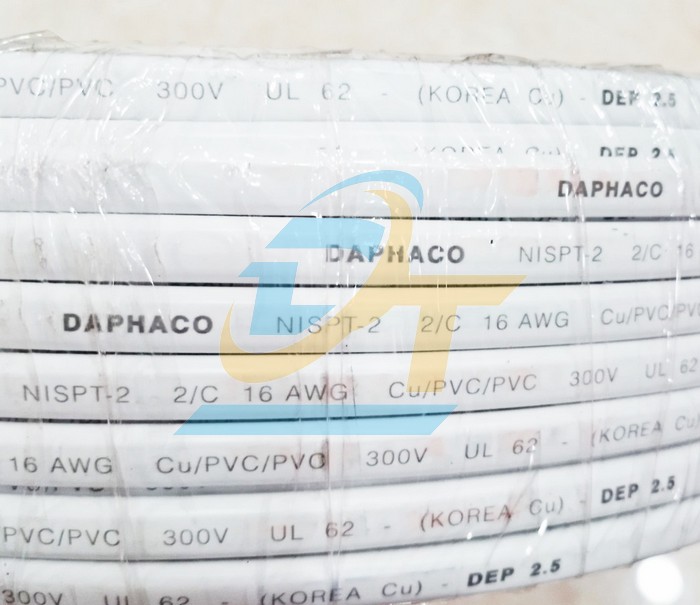 PVC/PVC 300V UL 62 - (KOREA Cu) - DEP 2.5
(KOREA Cu) DEP 2.5
DAPHACO
DAPHACO NISPT-2 2/C 16
DAPHACO NISPT-2 2/C 16 AWG Cu/PVC/PV
NISPT-2 2/C 16 AWG Cu/PVC/PVC 300V UL 62
16 AWG Cu/PVC/PVC 300V UL 62 - (KOREA Cu)
PVC/PVC 300V UL 62 - (KOREA Cu) - DEP 2.5
300V UL 62 - (KOREA Cu) - DEP 2.5